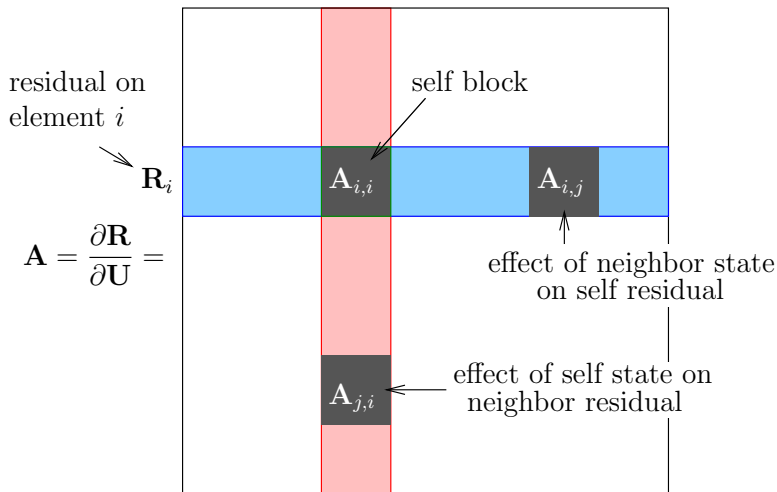 residual on
element i
self block
R_i
A_{i,i}
A_{i,j}
A = ∂R/∂U =
effect of neighbor state
on self residual
A_{j,i}
effect of self state on
neighbor residual